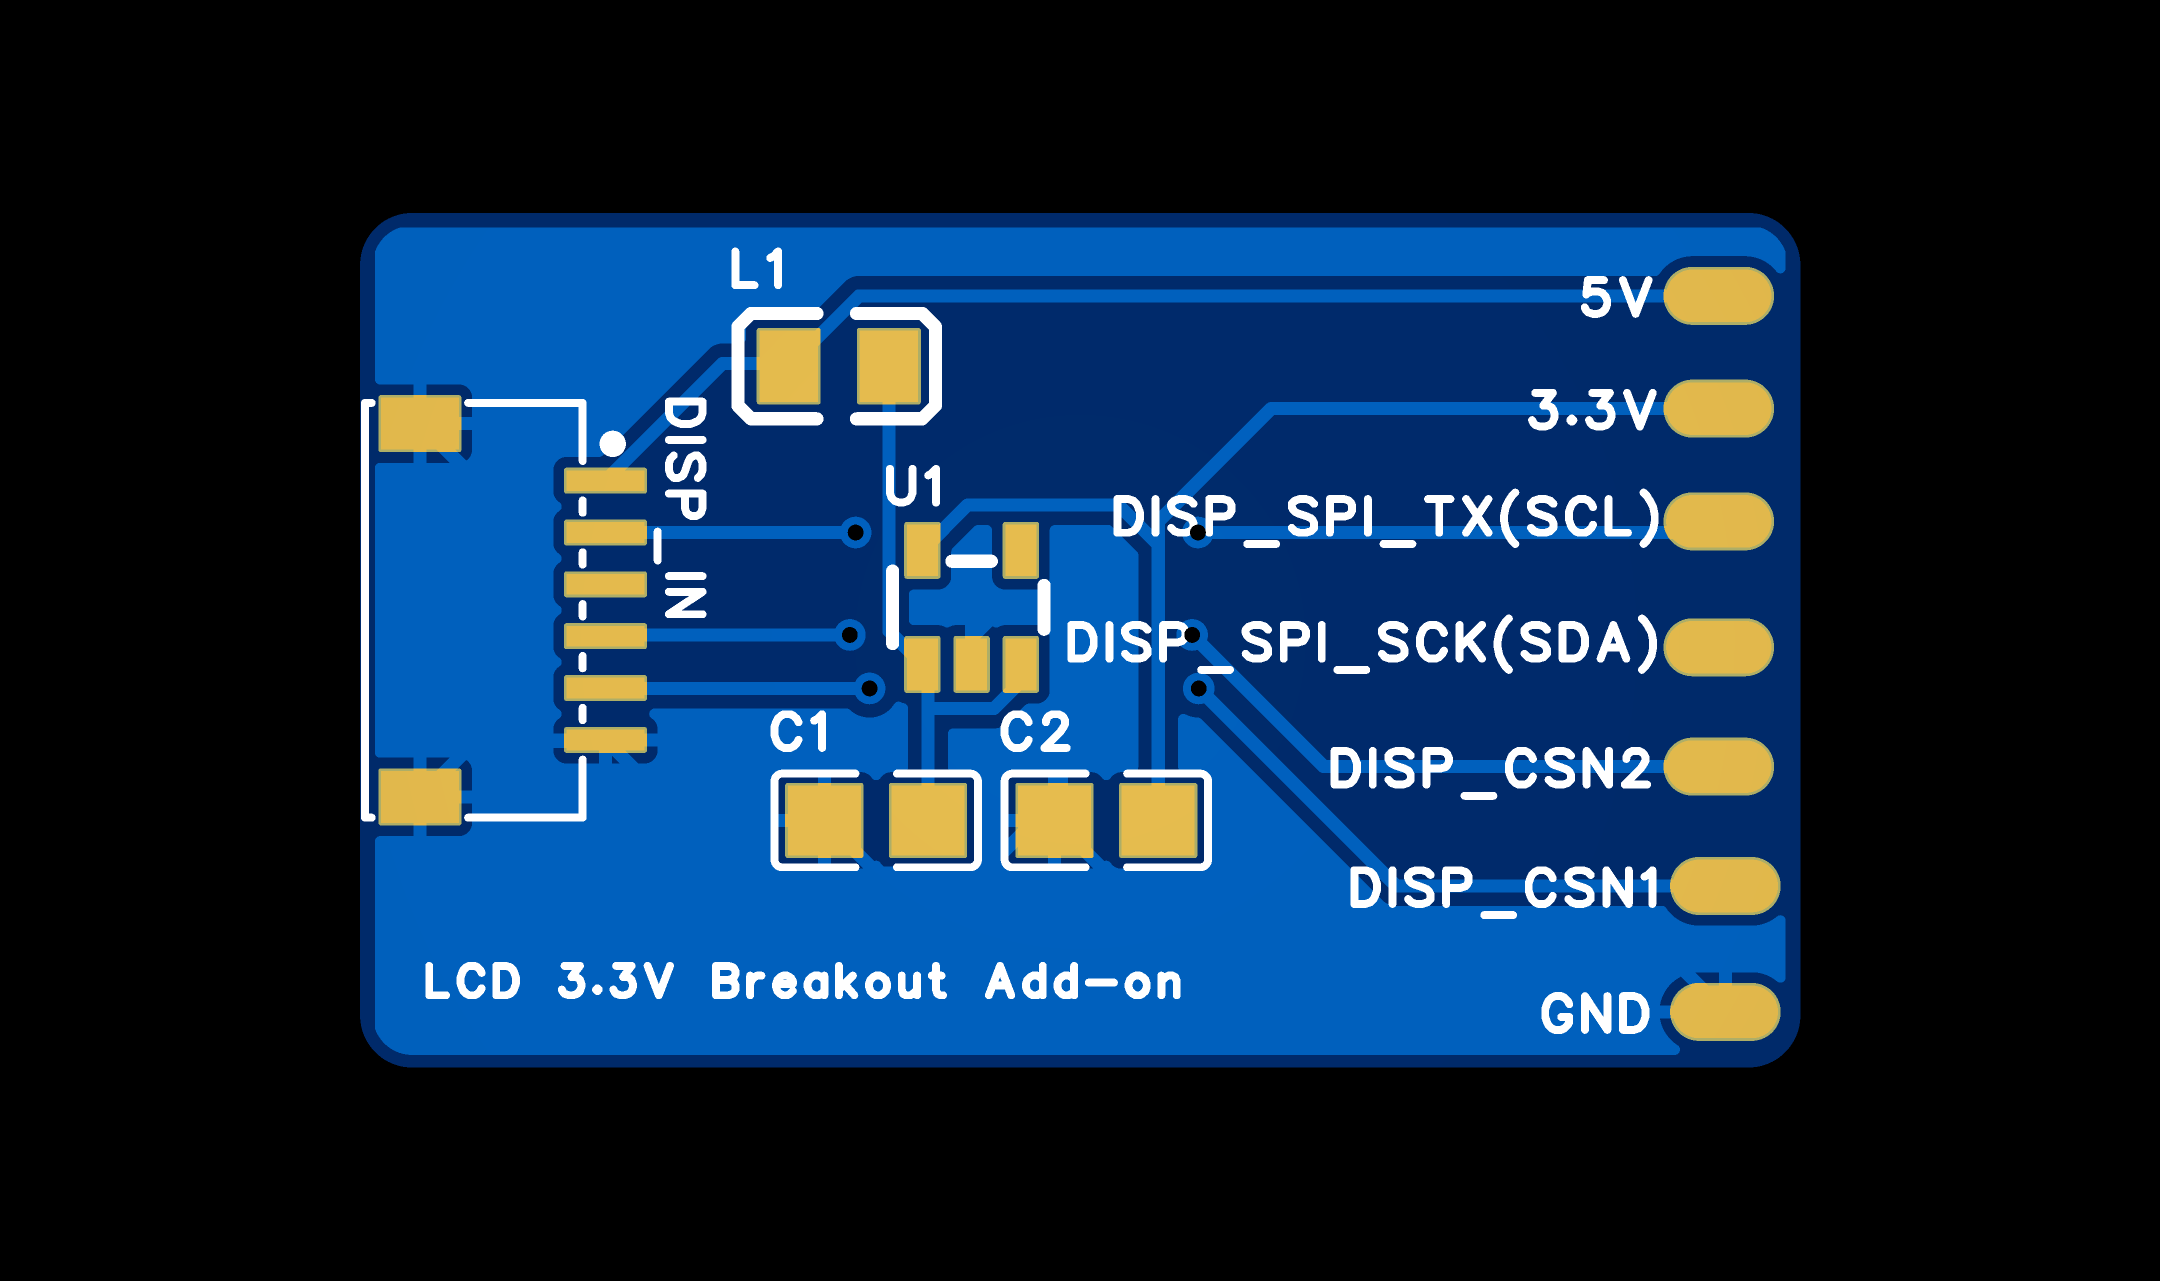 L1
5V
3.3V
DISP_IN
U1
DISP_SPI_TX(SCL)
DISP_SPI_SCK(SDA)
C1
C2
DISP_CSN2
DISP_CSN1
LCD 3.3V Breakout Add-on
GND